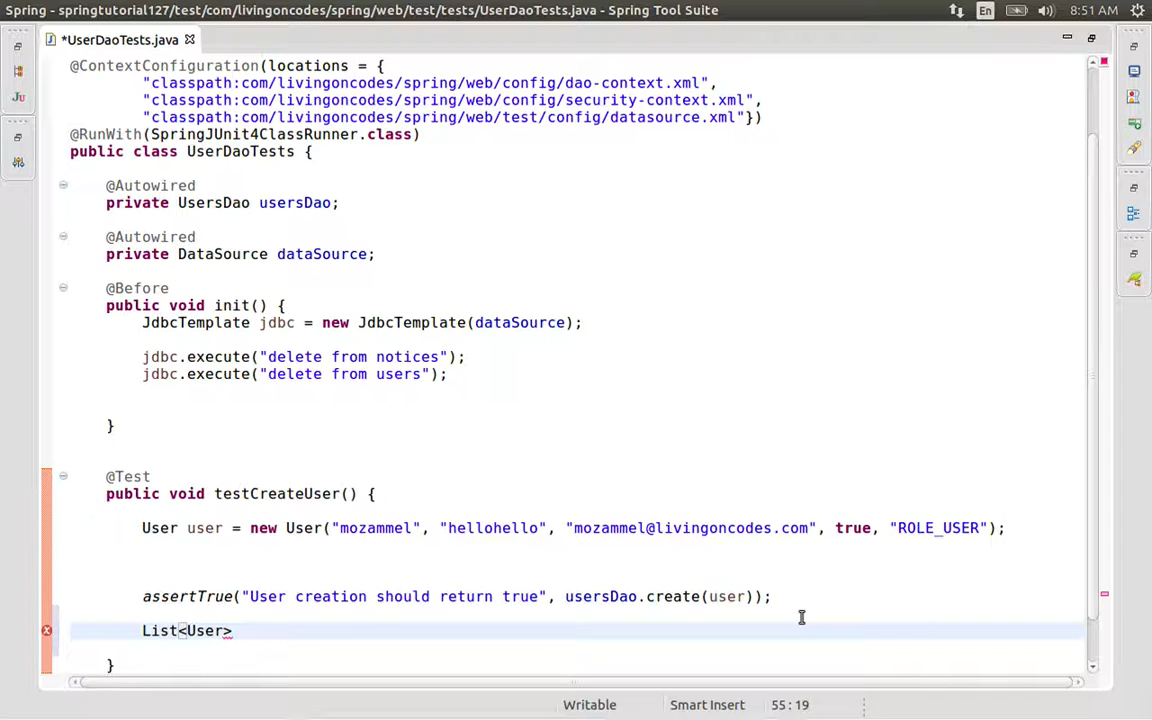 Spring - springtutorial127/test/com/livingoncodes/spring/web/test/tests/UserDaoTests.java - Spring Tool Suite
En
8:51 AM
*UserDaoTests.java
@ContextConfiguration(locations = {
"classpath:com/livingoncodes/spring/web/config/dao-context.xml",
"classpath:com/livingoncodes/spring/web/config/security-context.xml",
"classpath:com/livingoncodes/spring/web/test/config/datasource.xml"})
@RunWith(SpringJUnit4ClassRunner.class)
public class UserDaoTests {
@Autowired
private UsersDao usersDao;
@Autowired
private DataSource dataSource;
@Before
public void init() {
JdbcTemplate jdbc = new JdbcTemplate(dataSource);
jdbc.execute("delete from notices");
jdbc.execute("delete from users");
}
@Test
public void testCreateUser() {
User user = new User("mozammel", "hellohello", "mozammel@livingoncodes.com", true, "ROLE_USER");
assertTrue("User creation should return true", usersDao.create(user));
List<User>
}
Writable
Smart Insert
55 : 19
Ju